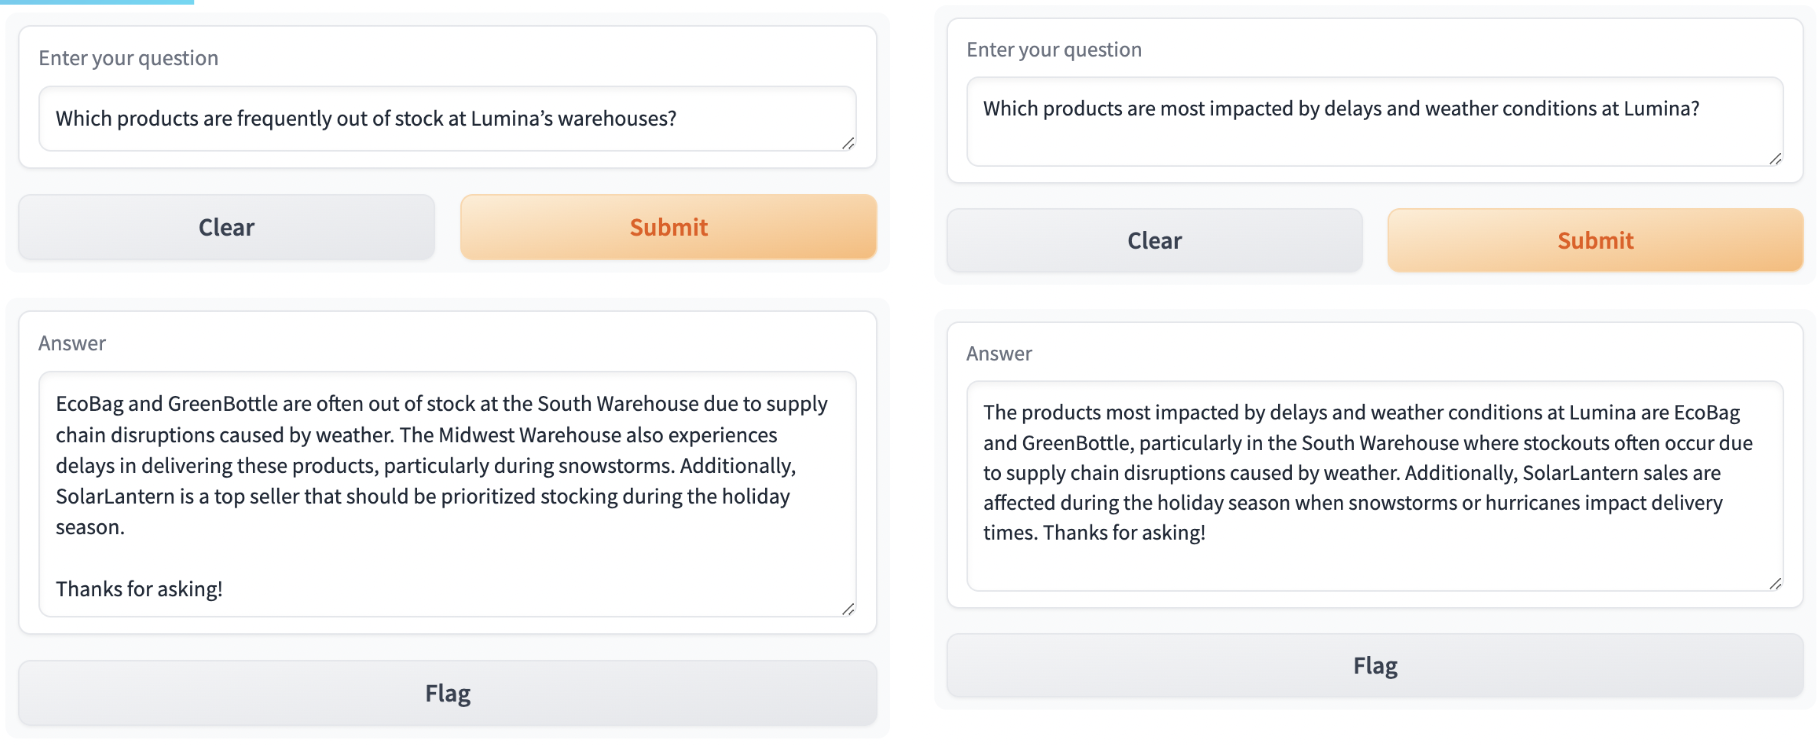 Enter your question
Which products are frequently out of stock at Lumina’s warehouses?
Clear
Submit
Answer
EcoBag and GreenBottle are often out of stock at the South Warehouse due to supply
chain disruptions caused by weather. The Midwest Warehouse also experiences
delays in delivering these products, particularly during snowstorms. Additionally,
SolarLantern is a top seller that should be prioritized stocking during the holiday
season.
Thanks for asking!
Flag
Enter your question
Which products are most impacted by delays and weather conditions at Lumina?
Clear
Submit
Answer
The products most impacted by delays and weather conditions at Lumina are EcoBag
and GreenBottle, particularly in the South Warehouse where stockouts often occur due
to supply chain disruptions caused by weather. Additionally, SolarLantern sales are
affected during the holiday season when snowstorms or hurricanes impact delivery
times. Thanks for asking!
Flag